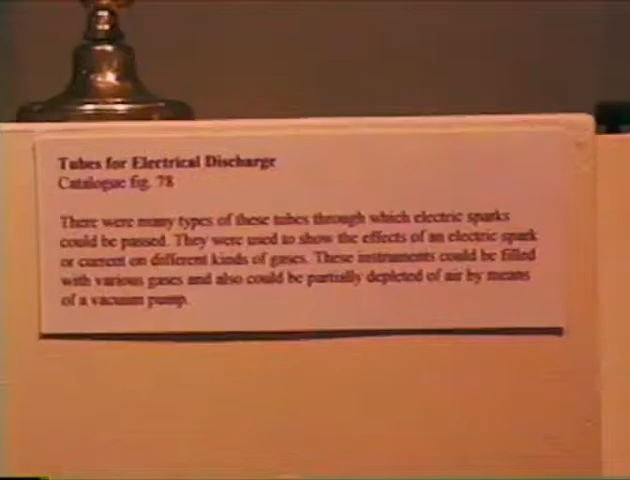 Tubes for Electrical Discharge
Catalogue fig. 78
There were many types of these tubes through which electric sparks
could be passed. They were used to show the effects of an electric spark
or current on different kinds of gases. These instruments could be filled
with various gases and also could be partially depleted of air by means
of a vacuum pump.